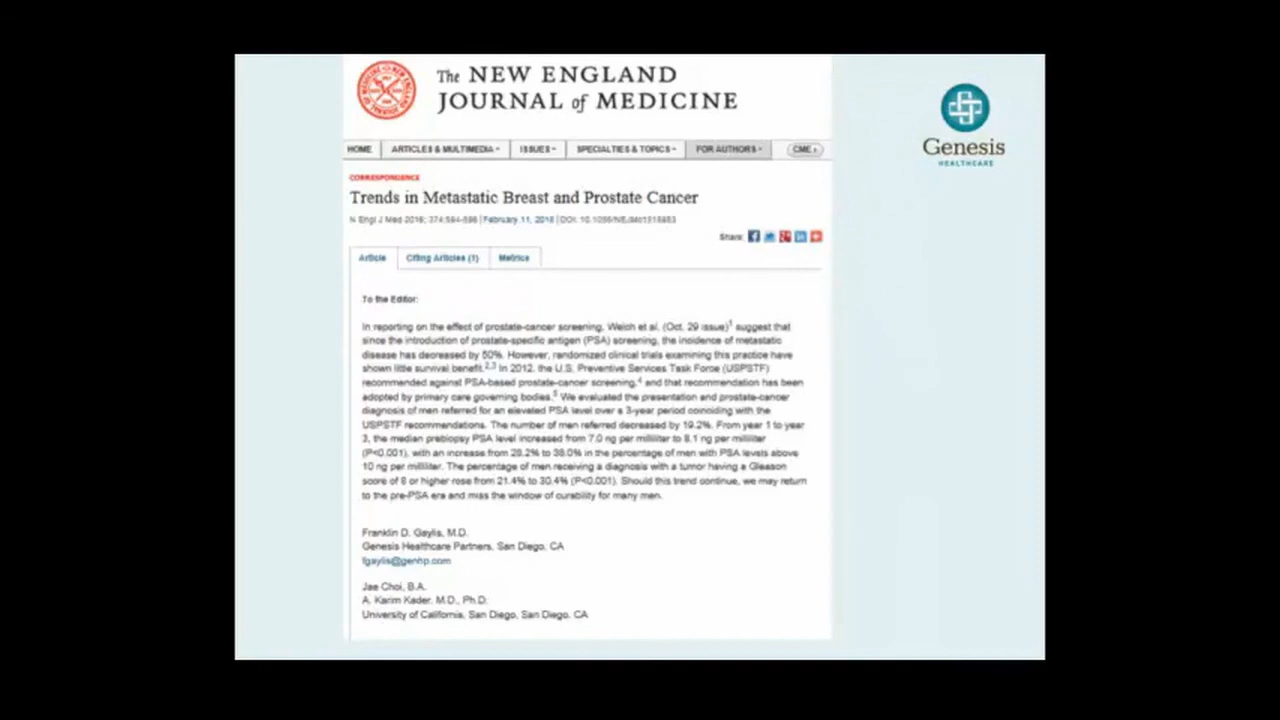 The NEW ENGLAND
JOURNAL of MEDICINE
Genesis
HEALTHCARE
HOME
ARTICLES & MULTIMEDIA
ISSUES
SPECIALTIES & TOPICS
FOR AUTHORS
CME
CORRESPONDENCE
Trends in Metastatic Breast and Prostate Cancer
N Engl J Med 2016; 374:594-596 | February 11, 2016 | DOI:
Share:
Article
Citing Articles (1)
Metrics
To the Editor:
In reporting on the effect of prostate-cancer screening, Welch et al. (Oct. 29 issue)1 suggest that
since the introduction of prostate-specific antigen (PSA) screening, the incidence of metastatic
disease has decreased by 50%. However, randomized clinical trials examining this practice have
shown little survival benefit.2,3 In 2012, the U.S. Preventive Services Task Force (USPSTF)
recommended against PSA-based prostate-cancer screening,4 and that recommendation has been
adopted by primary care governing bodies.5 We evaluated the presentation and prostate-cancer
diagnosis of men referred for an elevated PSA level over a 3-year period coinciding with the
USPSTF recommendations. The number of men referred decreased by 19.2%. From year 1 to year
3, the median prebiopsy PSA level increased from 7.0 ng per milliliter to 8.1 ng per milliliter
(P<0.001), with an increase from 28.2% to 38.0% in the percentage of men with PSA levels above
10 ng per milliliter. The percentage of men receiving a diagnosis with a tumor having a Gleason
score of 8 or higher rose from 21.4% to 30.4% (P<0.001). Should this trend continue, we may return
to the pre-PSA era and miss the window of curability for many men.
Franklin D. Gaylis, M.D.
Genesis Healthcare Partners, San Diego, CA
fgaylis@genhp.com
Jae Choi, B.A.
A. Karim Kader, M.D., Ph.D.
University of California, San Diego, San Diego, CA